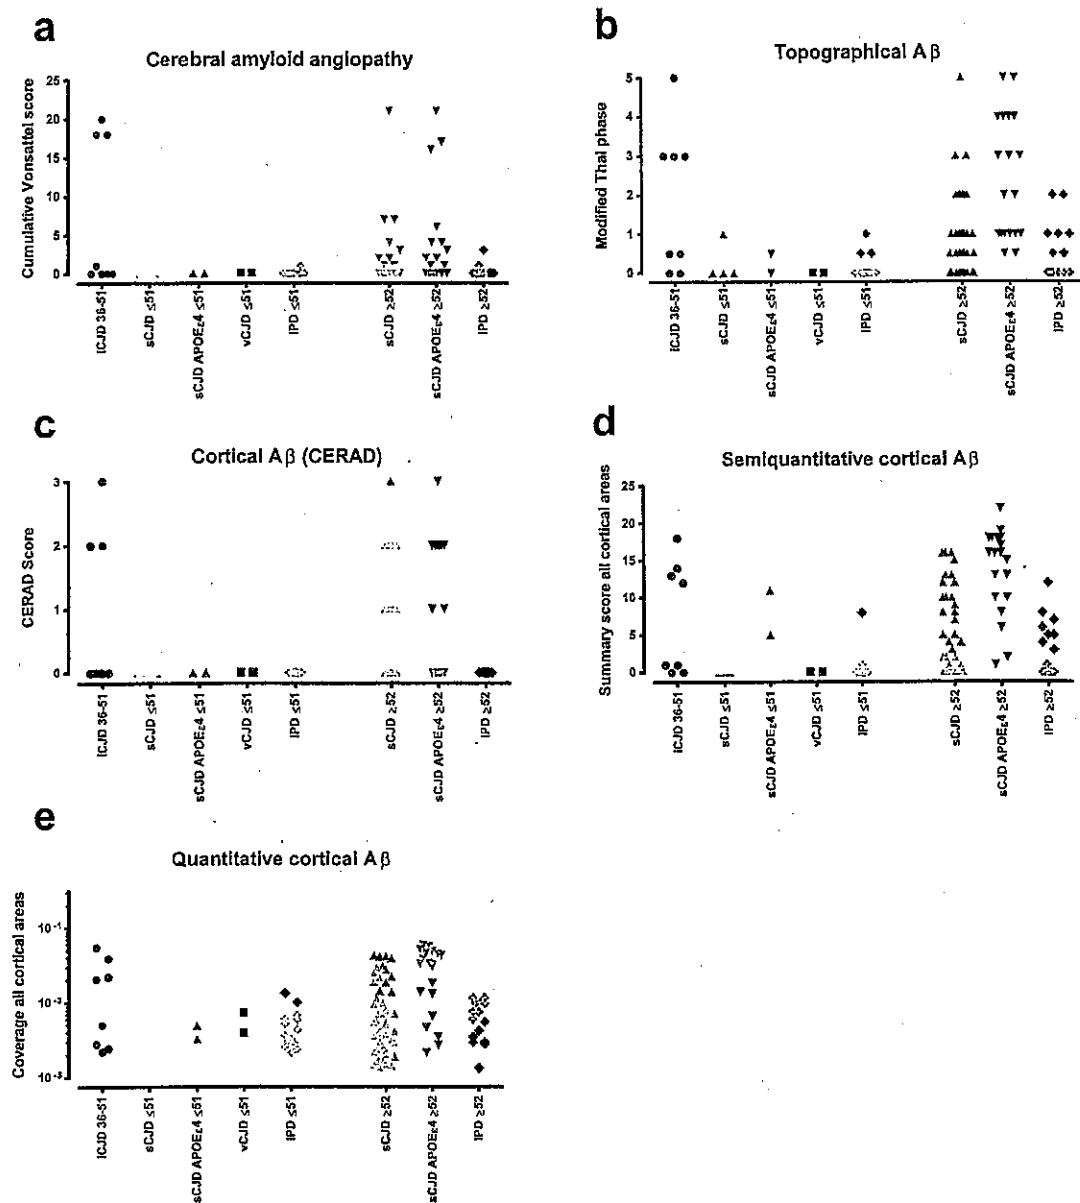 a
Cerebral amyloid angiopathy
Cumulative Vonsattel score
25
20
15
10
5
0
iCJD 36-51
sCJD ≤51
sCJD APOEε4 ≤51
vCJD ≤51
IPD ≤51
sCJD ≥52
sCJD APOEε4 ≥52
IPD ≥52
b
Topographical Aβ
Modified Thal phase
5
4
3
2
1
0
iCJD 36-51
sCJD ≤51
sCJD APOEε4 ≤51
vCJD ≤51
IPD ≤51
sCJD ≥52
sCJD APOEε4 ≥52
IPD ≥52
c
Cortical Aβ (CERAD)
CERAD Score
3
2
1
0
iCJD 36-51
sCJD ≤51
sCJD APOEε4 ≤51
vCJD ≤51
IPD ≤51
sCJD ≥52
sCJD APOEε4 ≥52
IPD ≥52
d
Semiquantitative cortical Aβ
Summary score all cortical areas
25
20
15
10
5
0
iCJD 36-51
sCJD ≤51
sCJD APOEε4 ≤51
vCJD ≤51
IPD ≤51
sCJD ≥52
sCJD APOEε4 ≥52
IPD ≥52
e
Quantitative cortical Aβ
Coverage all cortical areas
10⁻¹
10⁻²
10⁻³
iCJD 36-51
sCJD ≤51
sCJD APOEε4 ≤51
vCJD ≤51
IPD ≤51
sCJD ≥52
sCJD APOEε4 ≥52
IPD ≥52